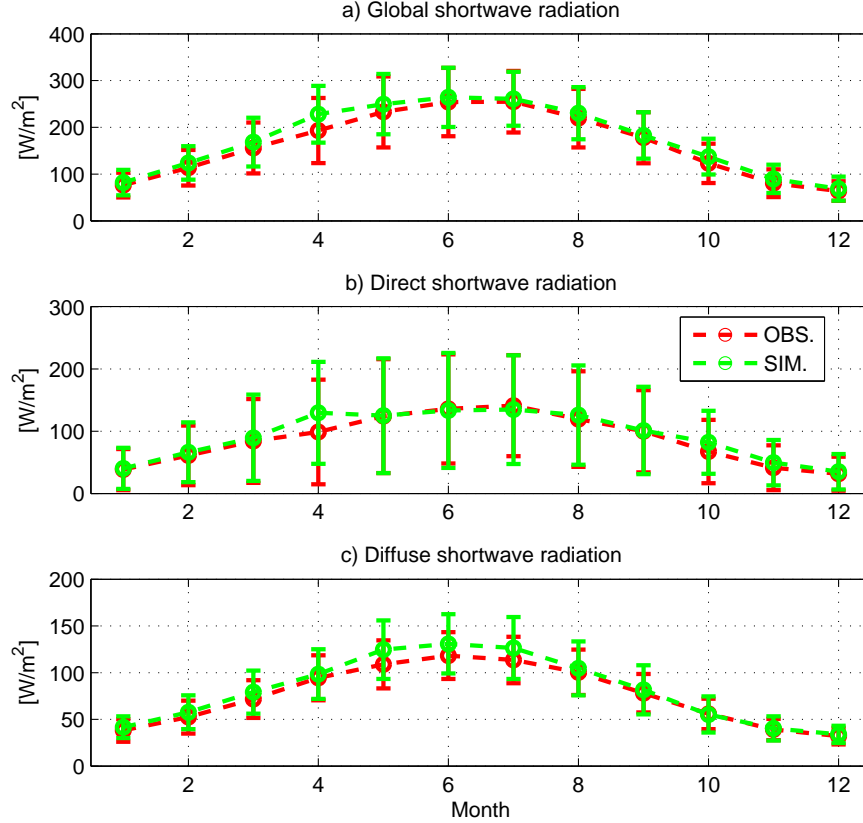 a) Global shortwave radiation
400
300
200
100
0
[W/m²]
2 4 6 8 10 12
b) Direct shortwave radiation
300
200
100
0
[W/m²]
OBS.
SIM.
2 4 6 8 10 12
c) Diffuse shortwave radiation
200
150
100
50
0
[W/m²]
2 4 6 8 10 12
Month